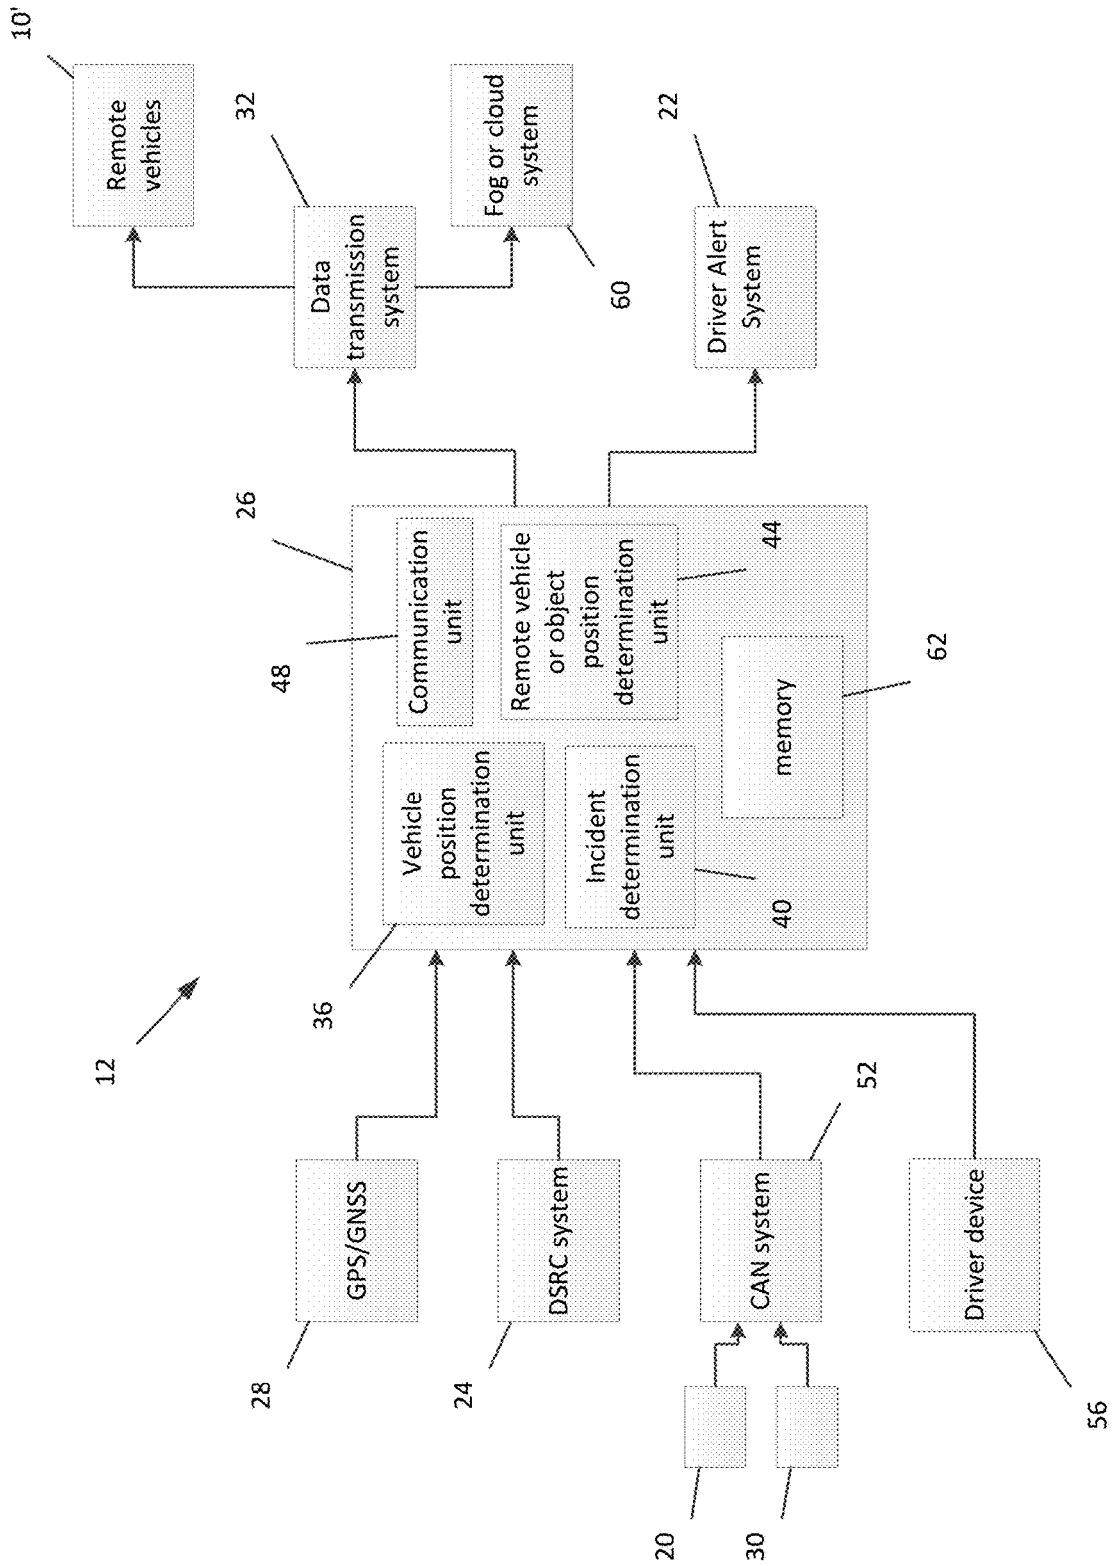 12
28
GPS/GNSS
24
DSRC system
20
30
CAN system
52
56
Driver device
26
36
Vehicle
position
determination
unit
48
Communication
unit
Incident
determination
unit
40
Remote vehicle
or object
position
determination
unit
44
memory
62
Data
transmission
system
32
Remote
vehicles
10'
Fog or cloud
system
60
Driver Alert
System
22